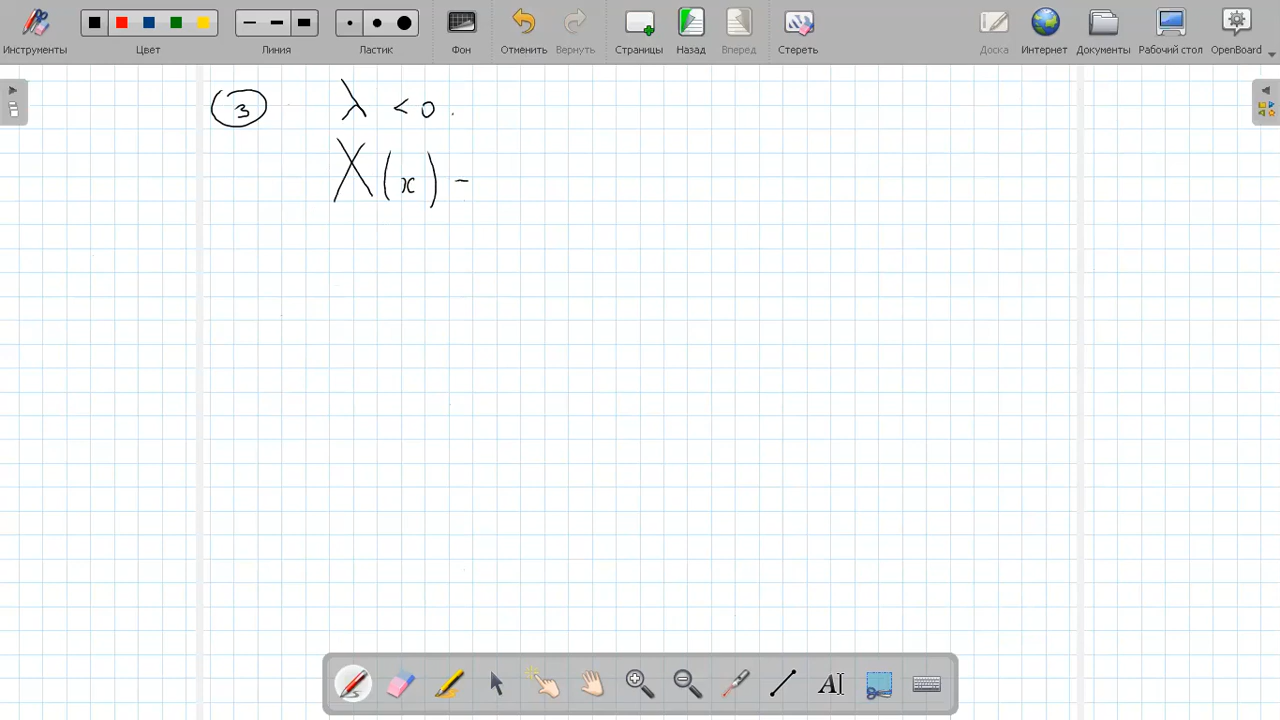 Инструменты Цвет Линия Ластик Фон Отменить Вернуть Страницы Назад Вперед Стереть Доска Интернет Документы Рабочий стол OpenBoard
③ λ < 0.
X(x) -
AI